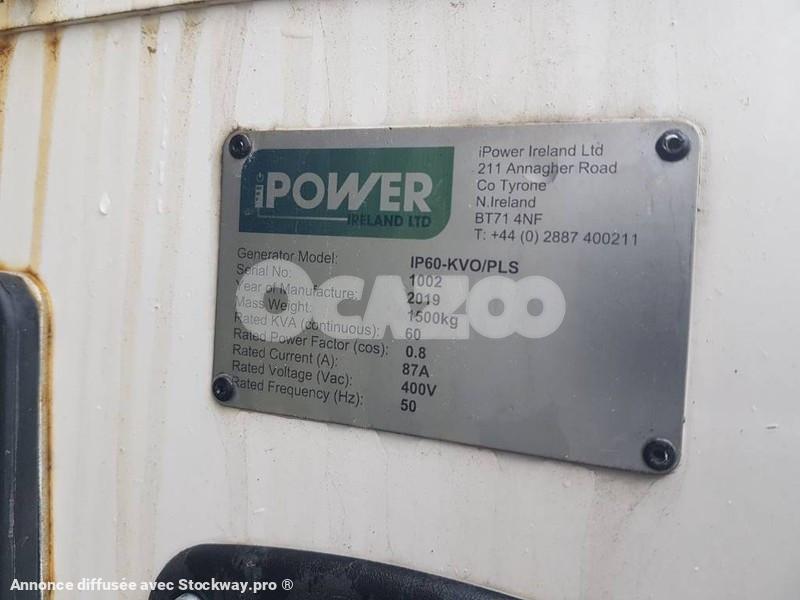 iPOWER
IRELAND LTD
iPower Ireland Ltd
211 Annagher Road
Co Tyrone
N.Ireland
BT71 4NF
T: +44 (0) 2887 400211
Generator Model: IP60-KVO/PLS
Serial No: 1002
Year of Manufacture: 2019
Mass Weight: 1500kg
Rated KVA (continuous): 60
Rated Power Factor (cos): 0.8
Rated Current (A): 87A
Rated Voltage (Vac): 400V
Rated Frequency (Hz): 50
OCAZOO
Annonce diffusée avec Stockway.pro ®